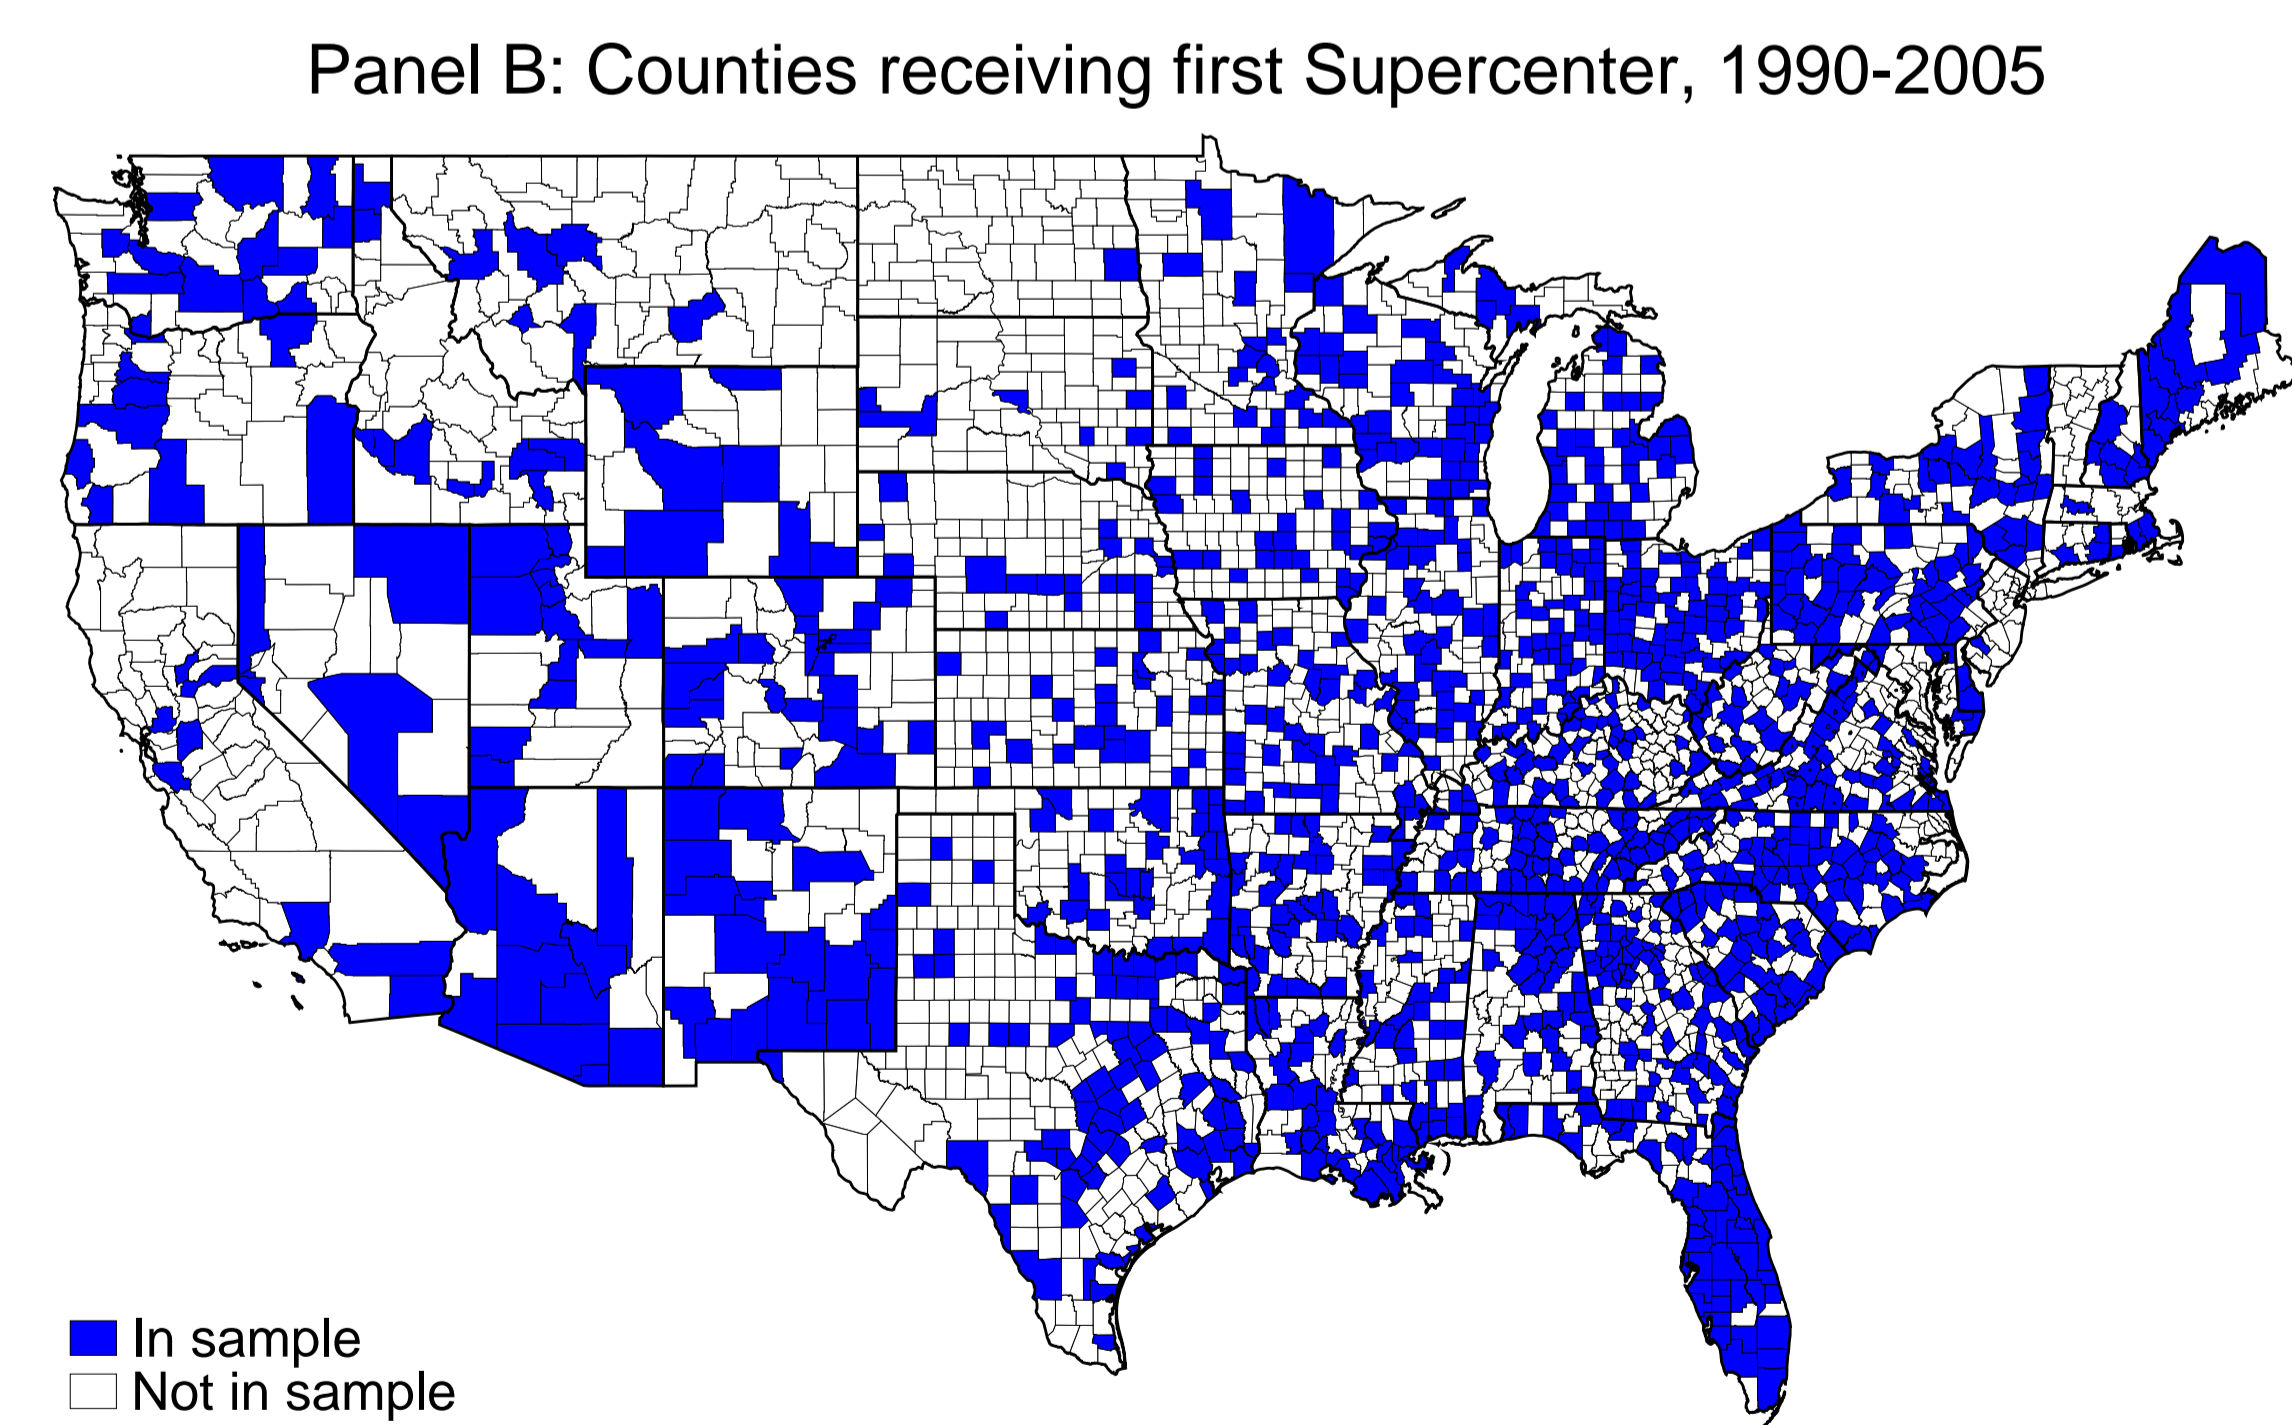 Panel B: Counties receiving first Supercenter, 1990-2005
In sample
Not in sample